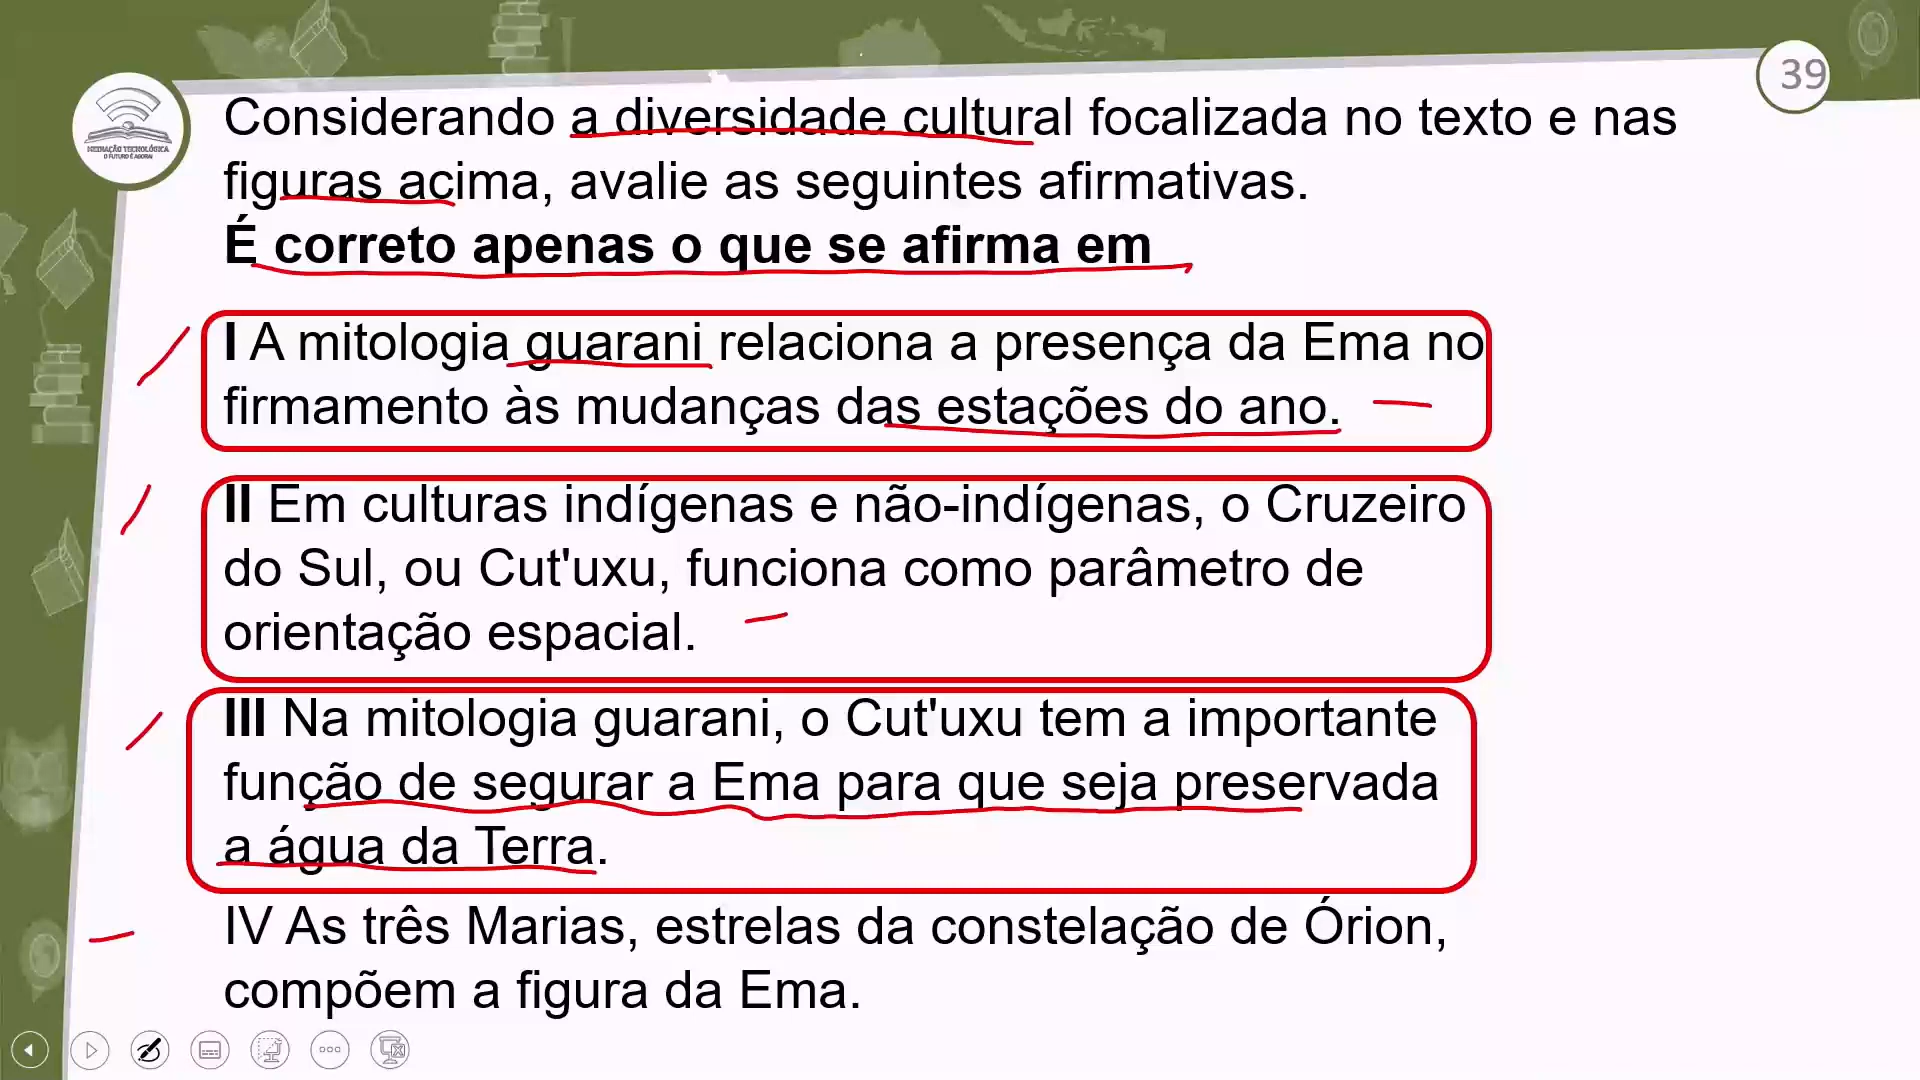 39
MEDIAÇÃO TECNOLÓGICA
O FUTURO É AGORA!
Considerando a diversidade cultural focalizada no texto e nas
figuras acima, avalie as seguintes afirmativas.
É correto apenas o que se afirma em
I A mitologia guarani relaciona a presença da Ema no
firmamento às mudanças das estações do ano.
II Em culturas indígenas e não-indígenas, o Cruzeiro
do Sul, ou Cut'uxu, funciona como parâmetro de
orientação espacial.
III Na mitologia guarani, o Cut'uxu tem a importante
função de segurar a Ema para que seja preservada
a água da Terra.
IV As três Marias, estrelas da constelação de Órion,
compõem a figura da Ema.